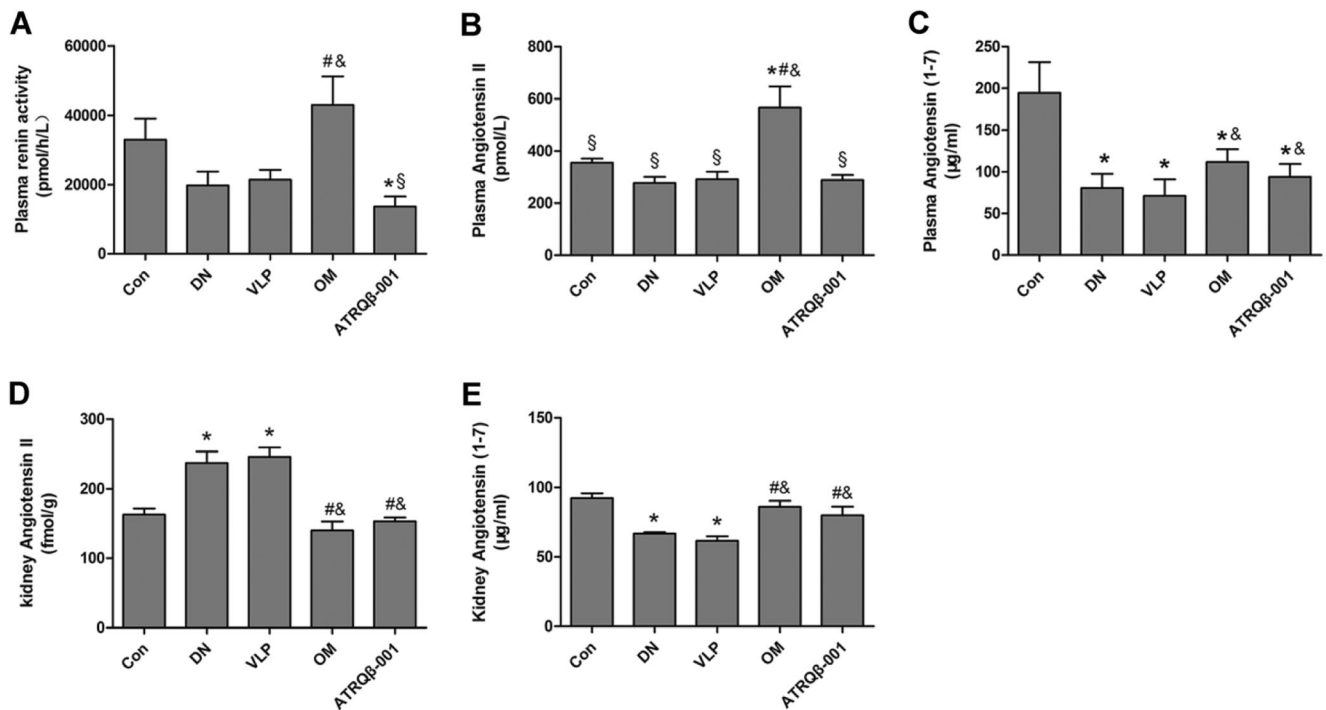 A
Plasma renin activity
(pmol/h/L)
60000
40000
20000
0
#&
*§
Con
DN
VLP
OM
ATRQβ-001
B
Plasma Angiotensin II
(pmol/L)
800
600
400
200
0
§
§
§
*#&
§
Con
DN
VLP
OM
ATRQβ-001
C
Plasma Angiotensin (1-7)
(µg/ml)
250
200
150
100
50
0
*
*
*&
*&
Con
DN
VLP
OM
ATRQβ-001
D
kidney Angiotensin II
(fmol/g)
300
200
100
0
*
*
#&
#&
Con
DN
VLP
OM
ATRQβ-001
E
Kidney Angiotensin (1-7)
(µg/ml)
150
100
50
0
*
*
#&
#&
Con
DN
VLP
OM
ATRQβ-001